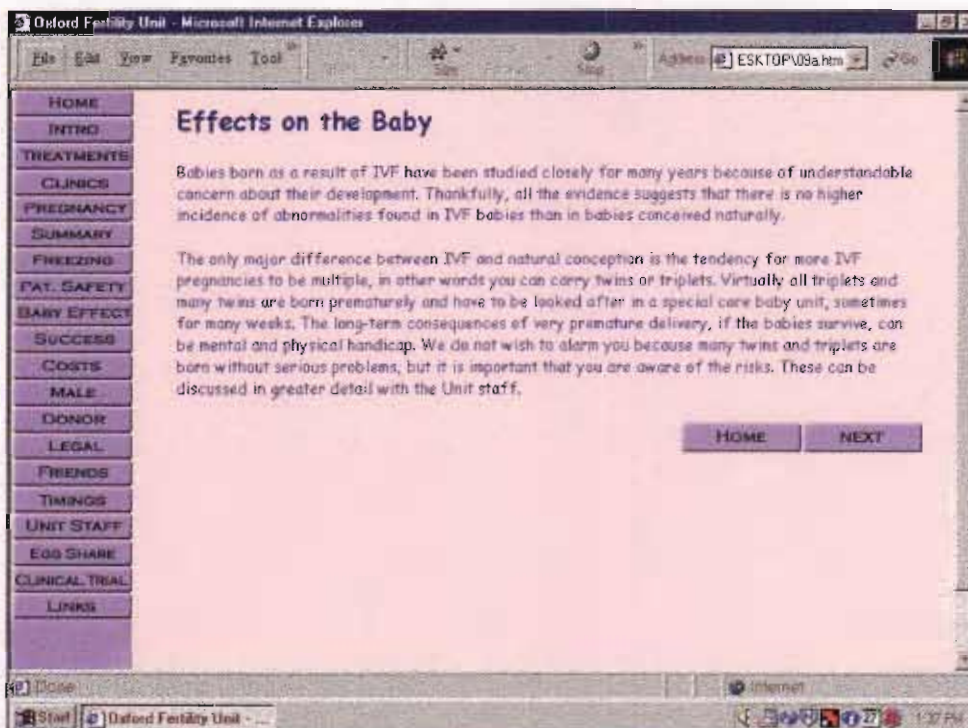 Oxford Fertility Unit - Microsoft Internet Explorer
File Edit View Favorites Tool
Address ESKTOP\09a.htm Go
HOME
INTRO
TREATMENTS
CLINICS
PREGNANCY
SUMMARY
FREEZING
PAT. SAFETY
BABY EFFECT
SUCCESS
COSTS
MALE
DONOR
LEGAL
FRIENDS
TIMINGS
UNIT STAFF
EGG SHARE
CLINICAL TRIAL
LINKS
Effects on the Baby
Babies born as a result of IVF have been studied closely for many years because of understandable
concern about their development. Thankfully, all the evidence suggests that there is no higher
incidence of abnormalities found in IVF babies than in babies conceived naturally.
The only major difference between IVF and natural conception is the tendency for more IVF
pregnancies to be multiple, in other words you can carry twins or triplets. Virtually all triplets and
many twins are born prematurely and have to be looked after in a special care baby unit, sometimes
for many weeks. The long-term consequences of very premature delivery, if the babies survive, can
be mental and physical handicap. We do not wish to alarm you because many twins and triplets are
born without serious problems, but it is important that you are aware of the risks. These can be
discussed in greater detail with the Unit staff.
HOME NEXT
Done Internet
Start Oxford Fertility Unit - ... 1:37 PM